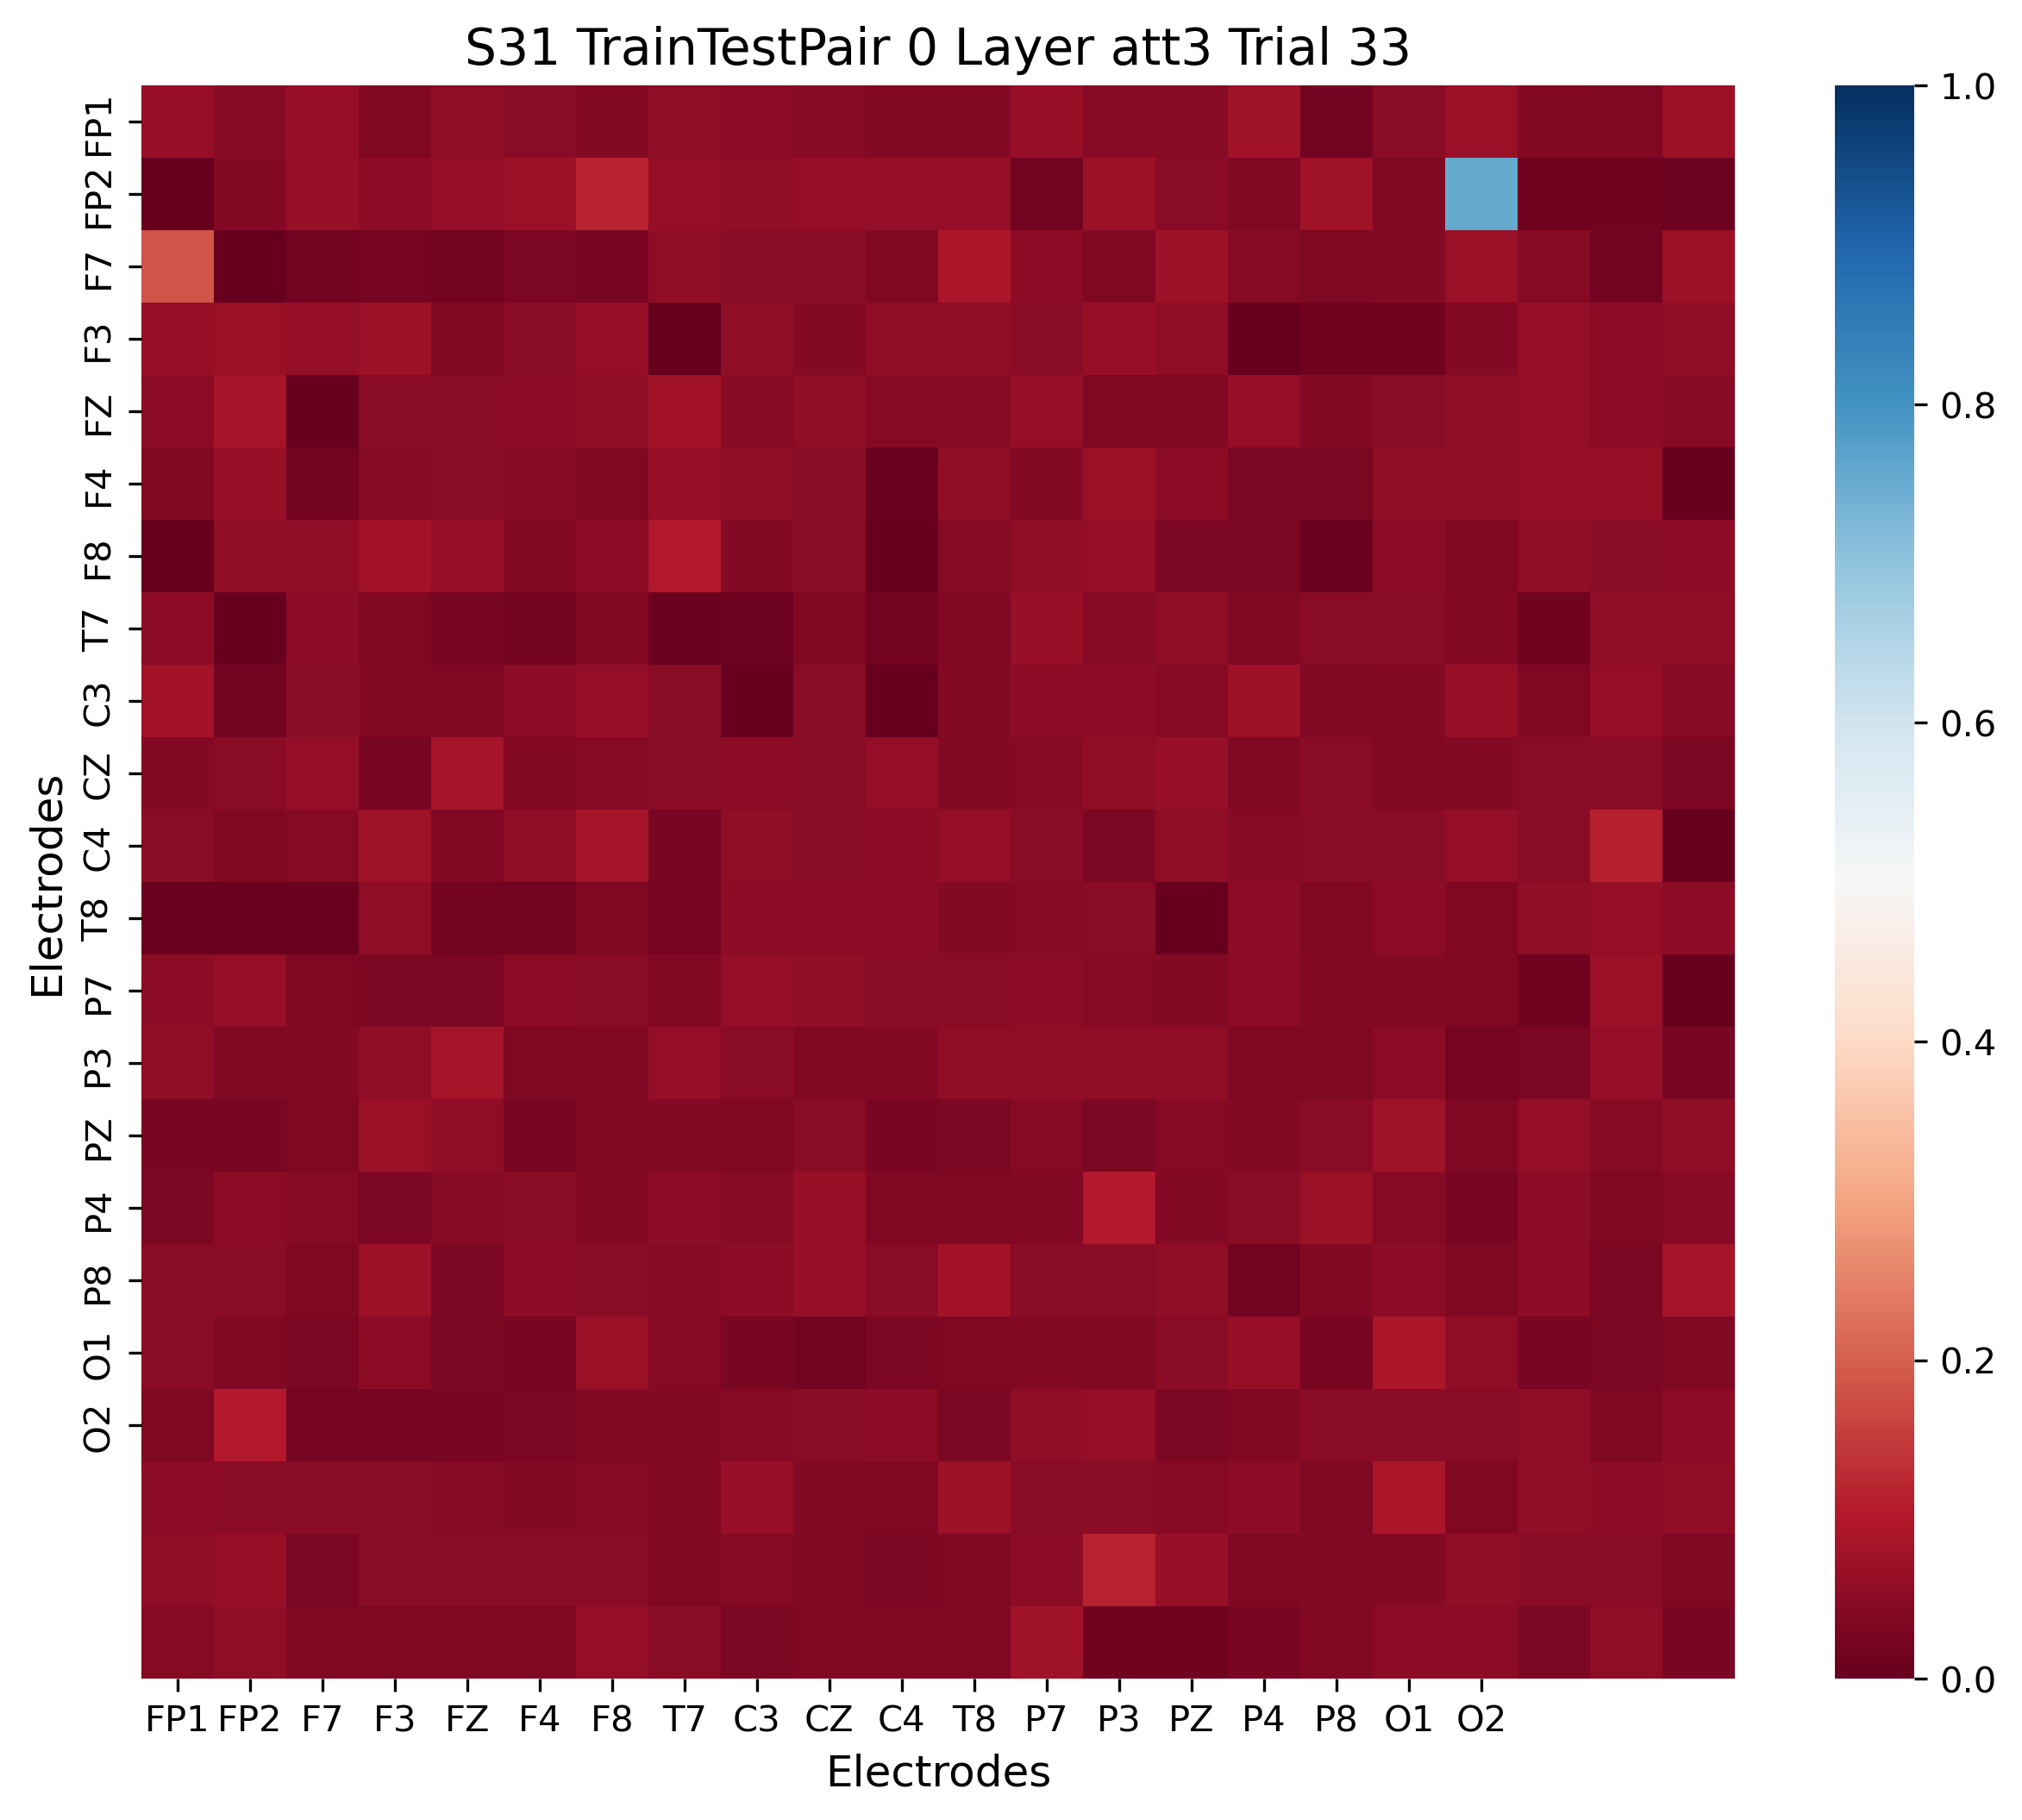 S31 TrainTestPair 0 Layer att3 Trial 33
Electrodes
FP1
FP2
F7
F3
FZ
F4
F8
T7
C3
CZ
C4
T8
P7
P3
PZ
P4
P8
O1
O2
FP1 FP2 F7 F3 FZ F4 F8 T7 C3 CZ C4 T8 P7 P3 PZ P4 P8 O1 O2
Electrodes
1.0
0.8
0.6
0.4
0.2
0.0